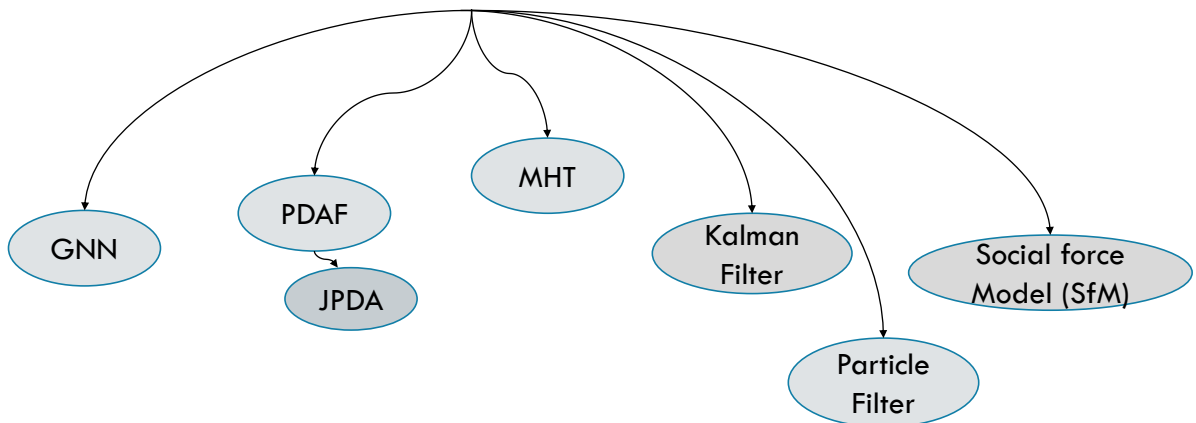 MHT
PDAF
GNN
Kalman
Filter
Social force
Model (SfM)
JPDA
Particle
Filter